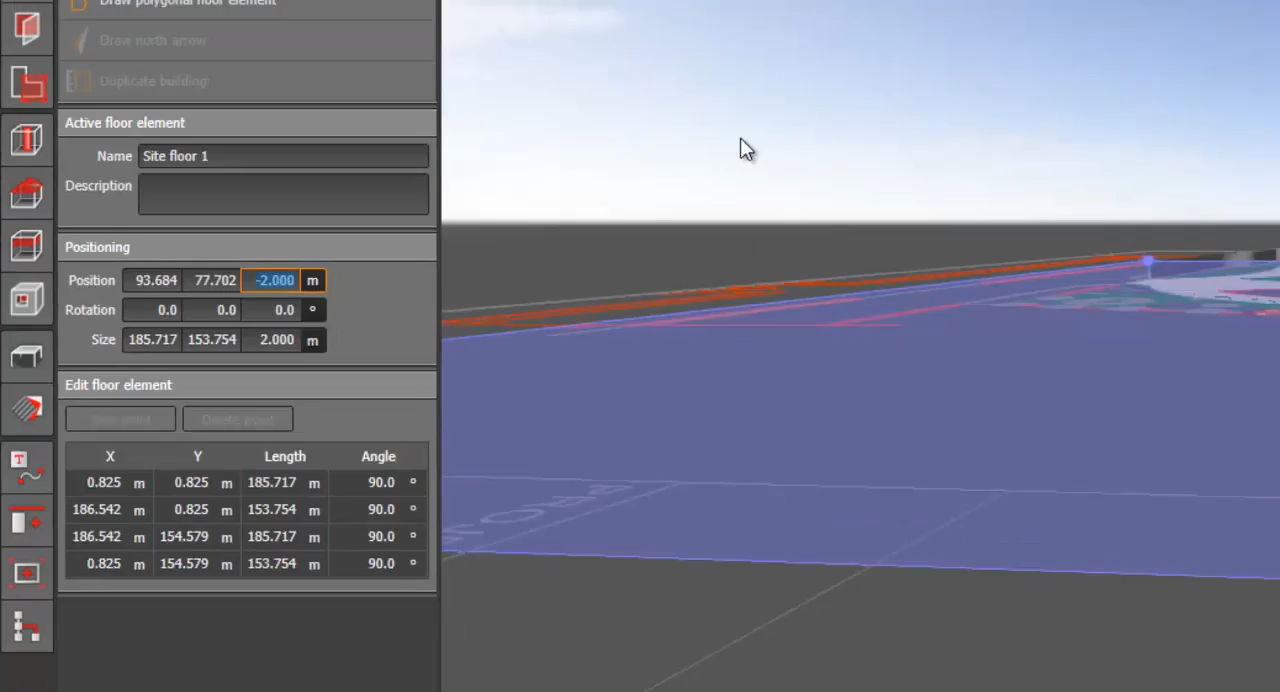 Draw polygonal floor element
Draw north arrow
Duplicate building
Active floor element
Name Site floor 1
Description
Positioning
Position 93.684 77.702 -2.000 m
Rotation 0.0 0.0 0.0 °
Size 185.717 153.754 2.000 m
Edit floor element
Delete point
X Y Length Angle
0.825 m 0.825 m 185.717 m 90.0 °
186.542 m 0.825 m 153.754 m 90.0 °
186.542 m 154.579 m 185.717 m 90.0 °
0.825 m 154.579 m 153.754 m 90.0 °
T